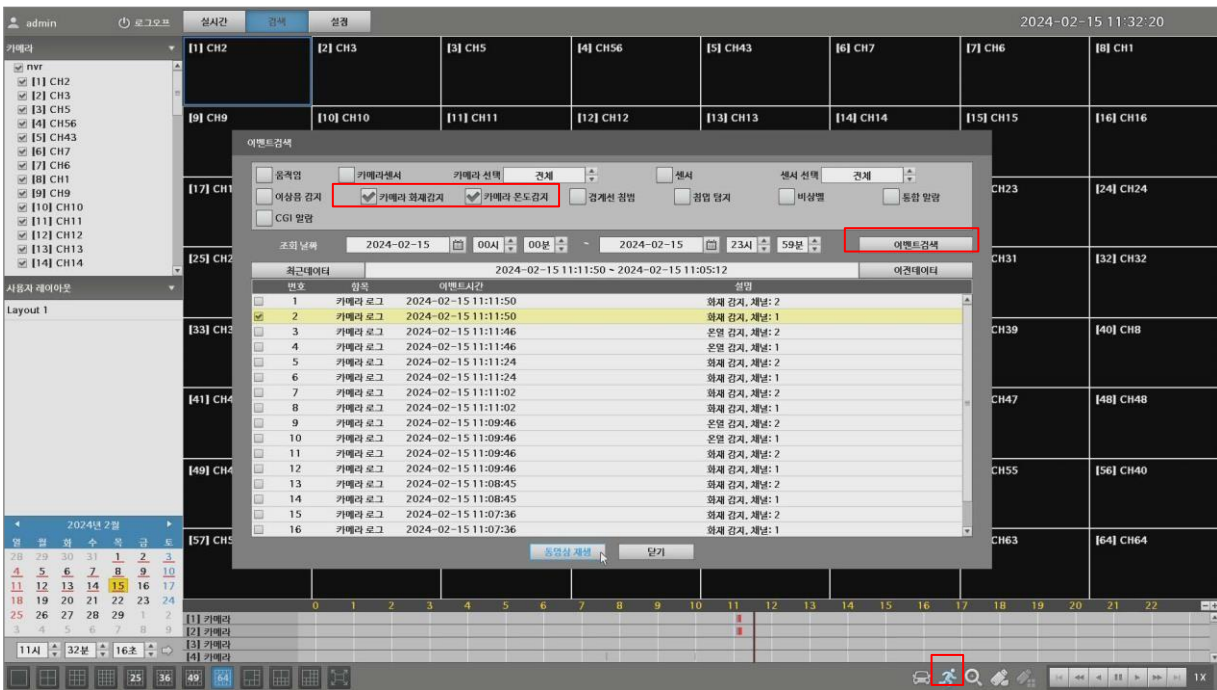 admin 로그오프 실시간 검색 설정 2024-02-15 11:32:20
카메라
nvr
[1] CH2
[2] CH3
[3] CH5
[4] CH56
[5] CH43
[6] CH7
[7] CH6
[8] CH1
[9] CH9
[10] CH10
[11] CH11
[12] CH12
[13] CH13
[14] CH14
사용자 레이아웃
Layout 1
[1] CH2 [2] CH3 [3] CH5 [4] CH56 [5] CH43 [6] CH7 [7] CH6 [8] CH1
[9] CH9 [10] CH10 [11] CH11 [12] CH12 [13] CH13 [14] CH14 [15] CH15 [16] CH16
[17] CH1 CH23 [24] CH24
[25] CH2 CH31 [32] CH32
[33] CH3 CH39 [40] CH8
[41] CH4 CH47 [48] CH48
[49] CH4 CH55 [56] CH40
[57] CH5 CH63 [64] CH64
이벤트검색
움직임 카메라센서 카메라 선택 전체 센서 센서 선택 전체
이상음 감지 카메라 화재감지 카메라 온도감지 경계선 침범 침입 탐지 비상벨 통합 알람
CGI 알람
조회 날짜 2024-02-15 00시 00분 ~ 2024-02-15 23시 59분 이벤트검색
최근데이터 2024-02-15 11:11:50 ~ 2024-02-15 11:05:12 이전데이터
번호 항목 이벤트시간 설명
1 카메라 로그 2024-02-15 11:11:50 화재 감지, 채널: 2
2 카메라 로그 2024-02-15 11:11:50 화재 감지, 채널: 1
3 카메라 로그 2024-02-15 11:11:46 온열 감지, 채널: 2
4 카메라 로그 2024-02-15 11:11:46 온열 감지, 채널: 1
5 카메라 로그 2024-02-15 11:11:24 화재 감지, 채널: 2
6 카메라 로그 2024-02-15 11:11:24 화재 감지, 채널: 1
7 카메라 로그 2024-02-15 11:11:02 화재 감지, 채널: 2
8 카메라 로그 2024-02-15 11:11:02 화재 감지, 채널: 1
9 카메라 로그 2024-02-15 11:09:46 온열 감지, 채널: 2
10 카메라 로그 2024-02-15 11:09:46 온열 감지, 채널: 1
11 카메라 로그 2024-02-15 11:09:46 화재 감지, 채널: 2
12 카메라 로그 2024-02-15 11:09:46 화재 감지, 채널: 1
13 카메라 로그 2024-02-15 11:08:45 화재 감지, 채널: 2
14 카메라 로그 2024-02-15 11:08:45 화재 감지, 채널: 1
15 카메라 로그 2024-02-15 11:07:36 화재 감지, 채널: 2
16 카메라 로그 2024-02-15 11:07:36 화재 감지, 채널: 1
동영상 재생 닫기
2024년 2월
일 월 화 수 목 금 토
28 29 30 31 1 2 3
4 5 6 7 8 9 10
11 12 13 14 15 16 17
18 19 20 21 22 23 24
25 26 27 28 29 1 2
3 4 5 6 7 8 9
11시 32분 16초
0 1 2 3 4 5 6 7 8 9 10 11 12 13 14 15 16 17 18 19 20 21 22
[1] 카메라
[2] 카메라
[3] 카메라
[4] 카메라
25 36 49 64 1X